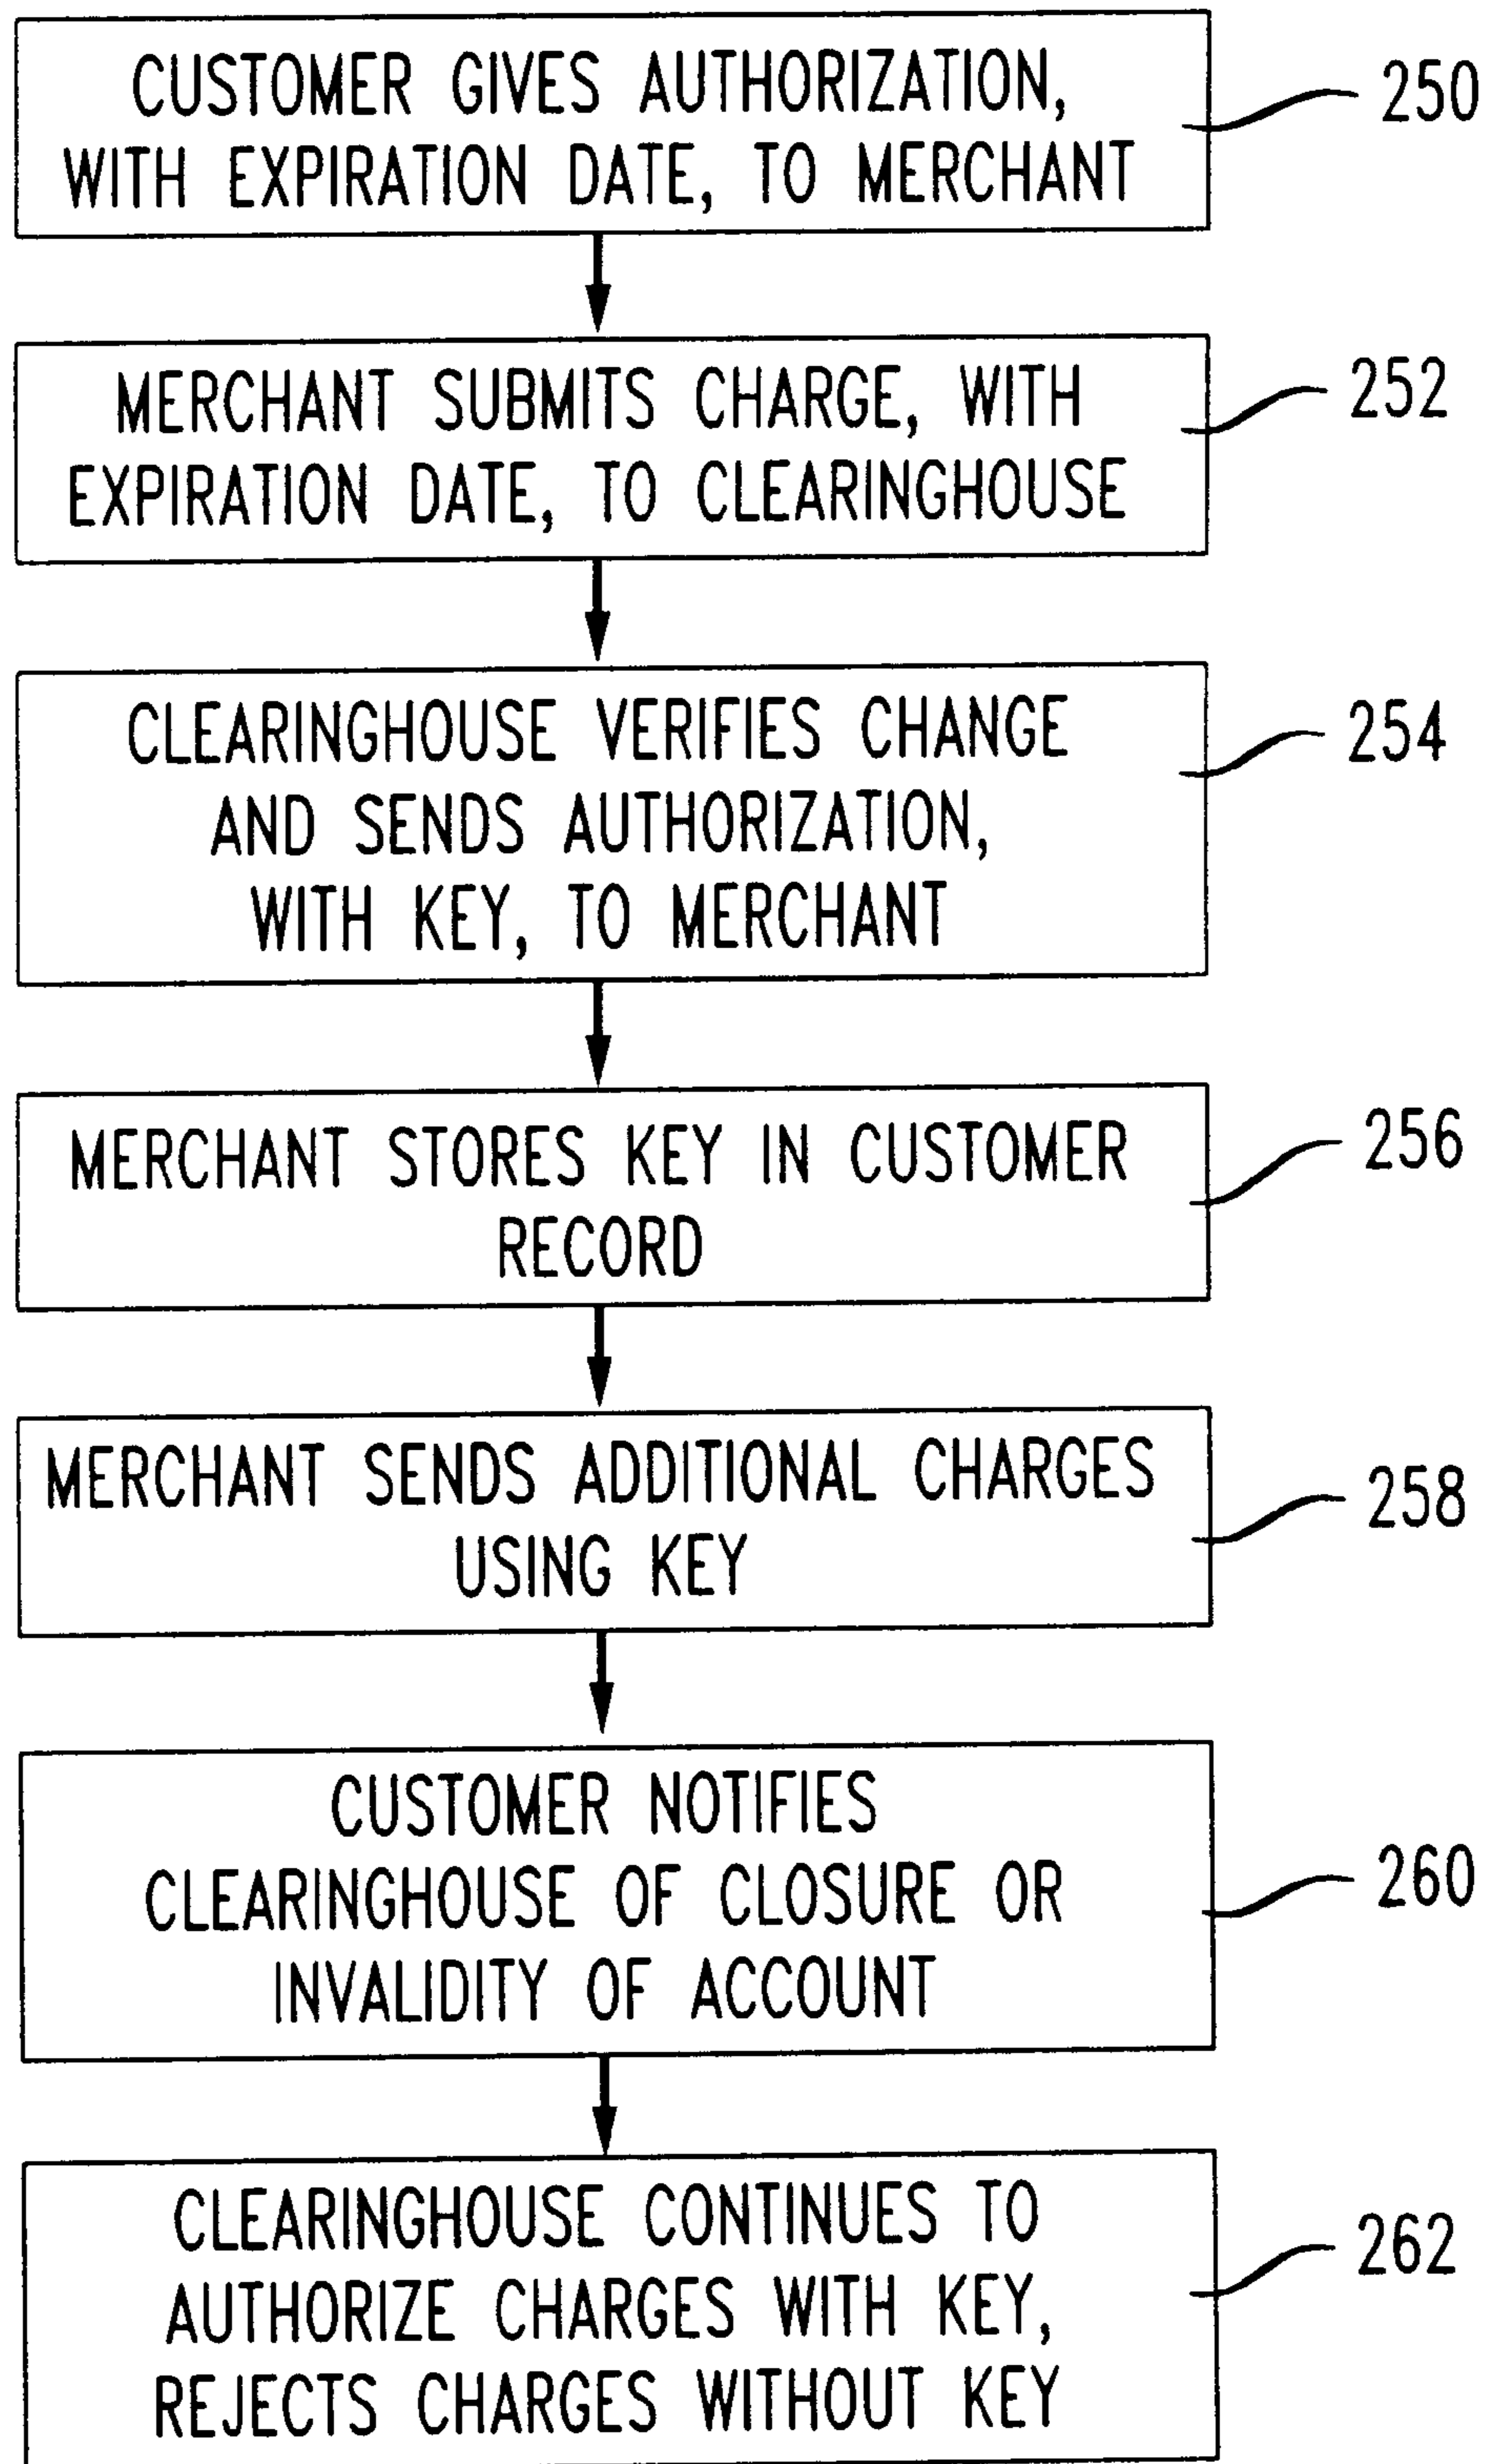 CUSTOMER GIVES AUTHORIZATION,
WITH EXPIRATION DATE, TO MERCHANT
250
MERCHANT SUBMITS CHARGE, WITH
EXPIRATION DATE, TO CLEARINGHOUSE
252
CLEARINGHOUSE VERIFIES CHANGE
AND SENDS AUTHORIZATION,
WITH KEY, TO MERCHANT
254
MERCHANT STORES KEY IN CUSTOMER
RECORD
256
MERCHANT SENDS ADDITIONAL CHARGES
USING KEY
258
CUSTOMER NOTIFIES
CLEARINGHOUSE OF CLOSURE OR
INVALIDITY OF ACCOUNT
260
CLEARINGHOUSE CONTINUES TO
AUTHORIZE CHARGES WITH KEY,
REJECTS CHARGES WITHOUT KEY
262